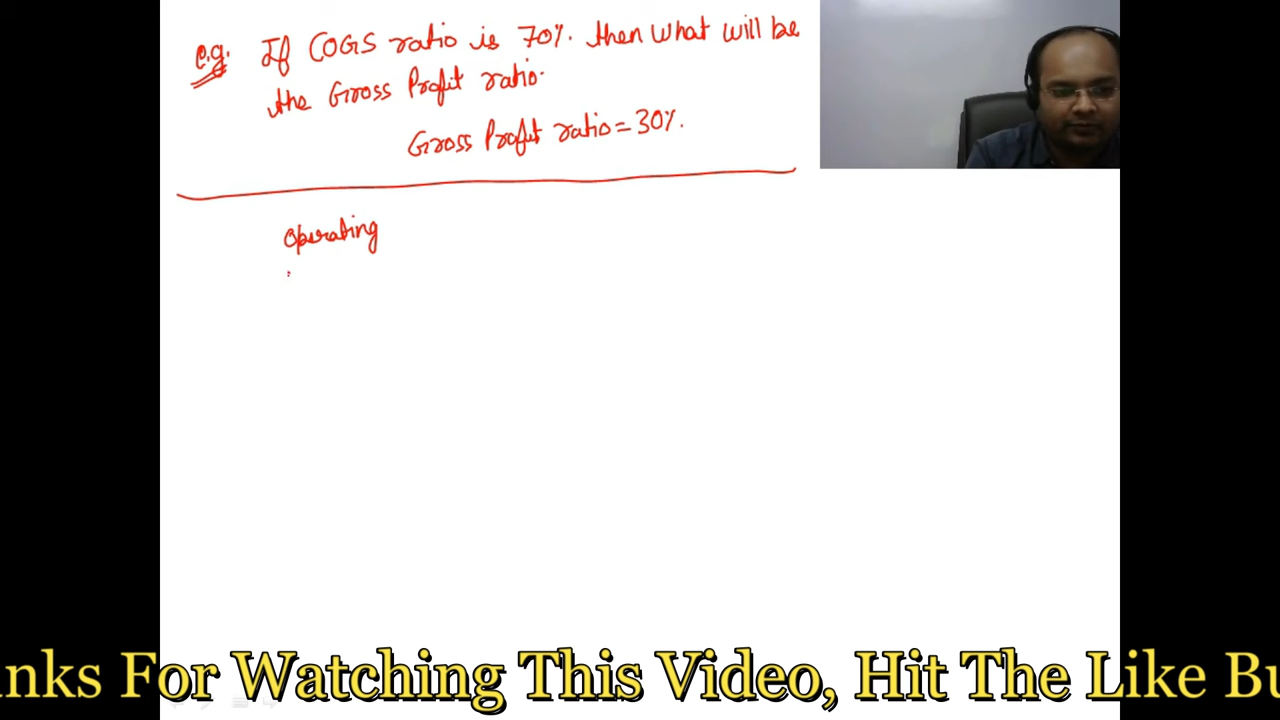 e.g. If COGS ratio is 70%. then what will be
the Gross Profit ratio.
Gross Profit ratio = 30%.
Operating
anks For Watching This Video, Hit The Like Bu